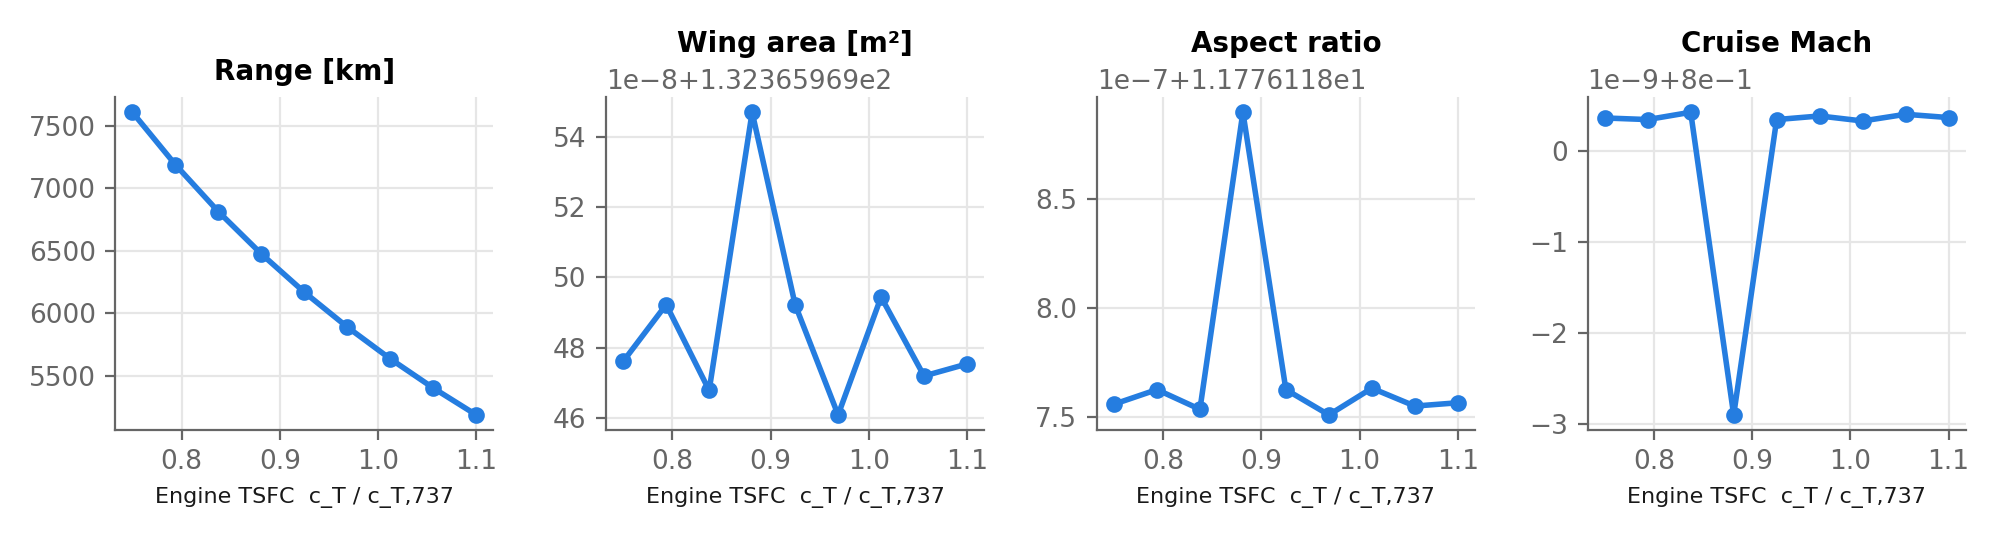 Range [km]
7500
7000
6500
6000
5500
0.8 0.9 1.0 1.1
Engine TSFC c_T / c_T,737
Wing area [m²]
1e−8+1.32365969e2
54
52
50
48
46
0.8 0.9 1.0 1.1
Engine TSFC c_T / c_T,737
Aspect ratio
1e−7+1.1776118e1
8.5
8.0
7.5
0.8 0.9 1.0 1.1
Engine TSFC c_T / c_T,737
Cruise Mach
1e−9+8e−1
0
−1
−2
−3
0.8 0.9 1.0 1.1
Engine TSFC c_T / c_T,737